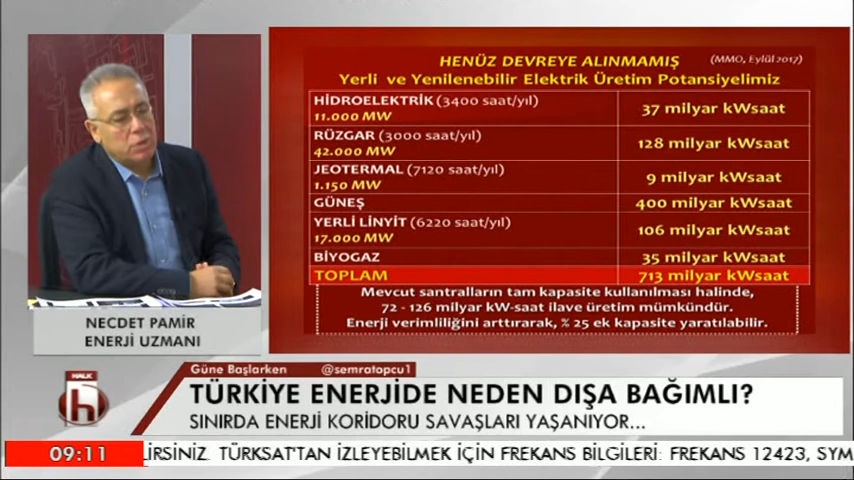 HENÜZ DEVREYE ALINMAMIŞ (MMO, Eylül 2017)
Yerli ve Yenilenebilir Elektrik Üretim Potansiyelimiz
HİDROELEKTRİK (3400 saat/yıl)
11.000 MW
37 milyar kWsaat
RÜZGAR (3000 saat/yıl)
42.000 MW
128 milyar kWsaat
JEOTERMAL (7120 saat/yıl)
1.150 MW
9 milyar kWsaat
GÜNEŞ 400 milyar kWsaat
YERLİ LİNYİT (6220 saat/yıl)
17.000 MW
106 milyar kWsaat
BİYOGAZ 35 milyar kWsaat
TOPLAM 713 milyar kWsaat
Mevcut santralların tam kapasite kullanılması halinde,
72 - 126 milyar kW-saat ilave üretim mümkündür.
Enerji verimliliğini arttırarak, % 25 ek kapasite yaratılabilir.
NECDET PAMİR
ENERJİ UZMANI
Güne Başlarken @semratopcu1
HALK
h
TÜRKİYE ENERJİDE NEDEN DIŞA BAĞIMLI?
SINIRDA ENERJİ KORİDORU SAVAŞLARI YAŞANIYOR...
09:11 LİRSİNİZ. TÜRKSAT'TAN İZLEYEBİLMEK İÇİN FREKANS BİLGİLERİ: FREKANS 12423, SYM